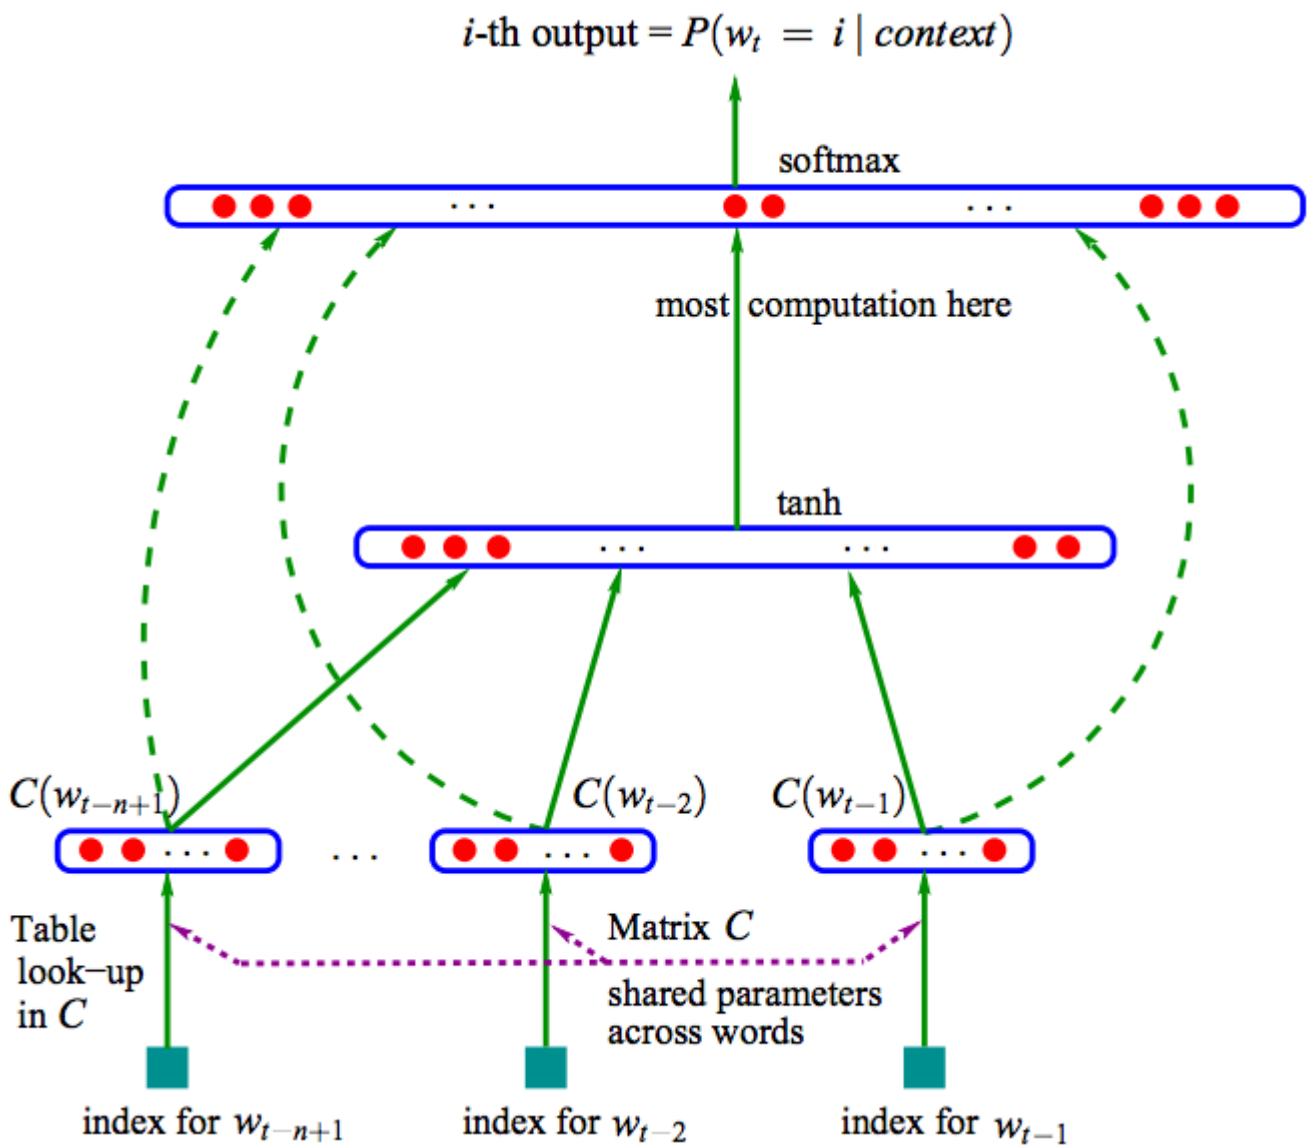 i-th output = P(w_t = i | context)
softmax
. . .
. . .
most computation here
tanh
. . .
. . .
C(w_{t−n+1})
C(w_{t−2})
C(w_{t−1})
. . .
. . .
. . .
. . .
Table
look−up
in C
Matrix C
shared parameters
across words
index for w_{t−n+1}
index for w_{t−2}
index for w_{t−1}